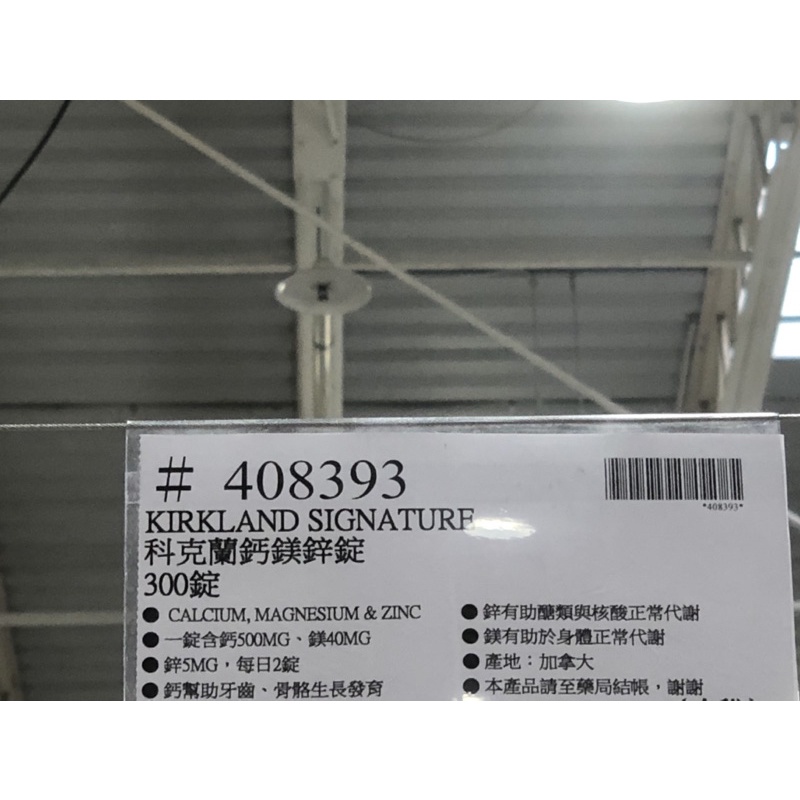 # 408393
*408393*
KIRKLAND SIGNATURE
科克蘭鈣鎂鋅錠
300錠
● CALCIUM, MAGNESIUM & ZINC
● 一錠含鈣500MG、鎂40MG
● 鋅5MG，每日2錠
● 鈣幫助牙齒、骨骼生長發育
● 鋅有助醣類與核酸正常代謝
● 鎂有助於身體正常代謝
● 產地：加拿大
● 本產品請至藥局結帳，謝謝